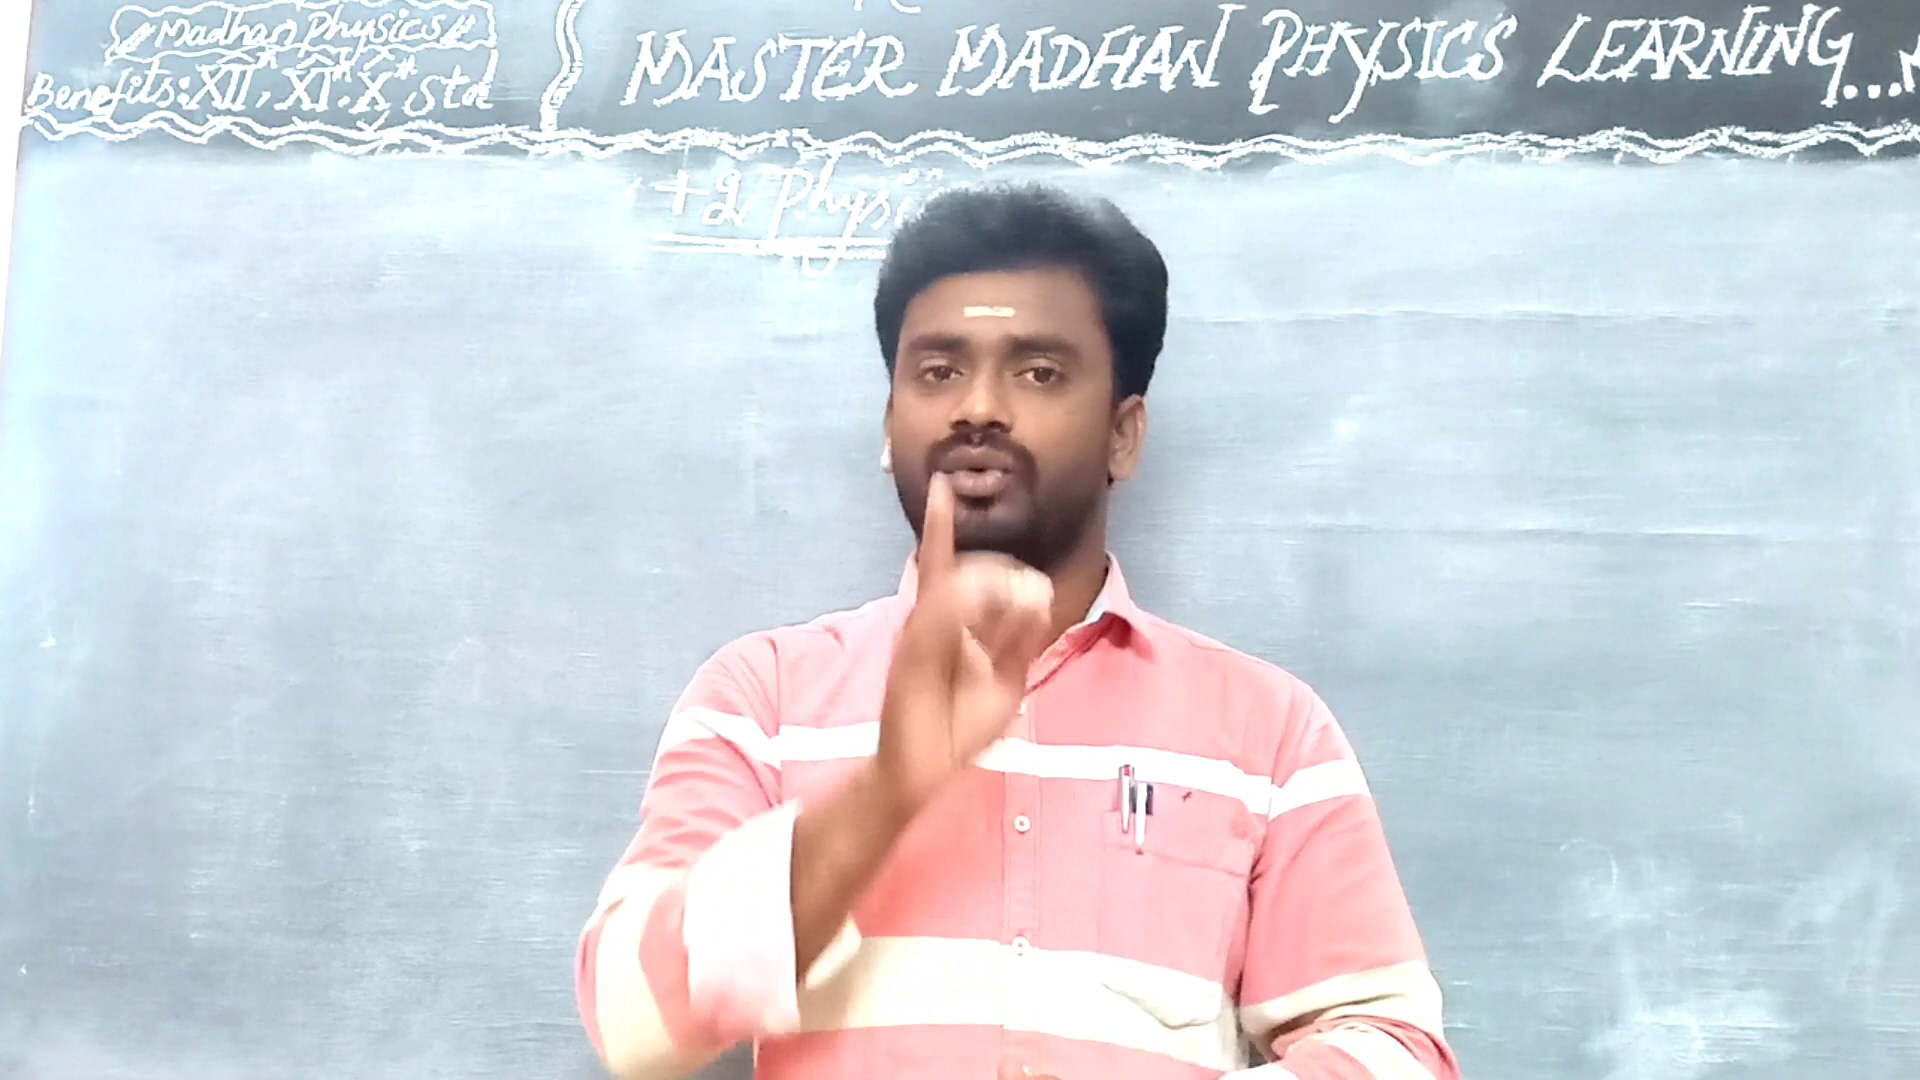 Madhan Physics
Benefits: XII*, XI*, X* Std
MASTER MADHAN PHYSICS LEARNING...
+2 Physi